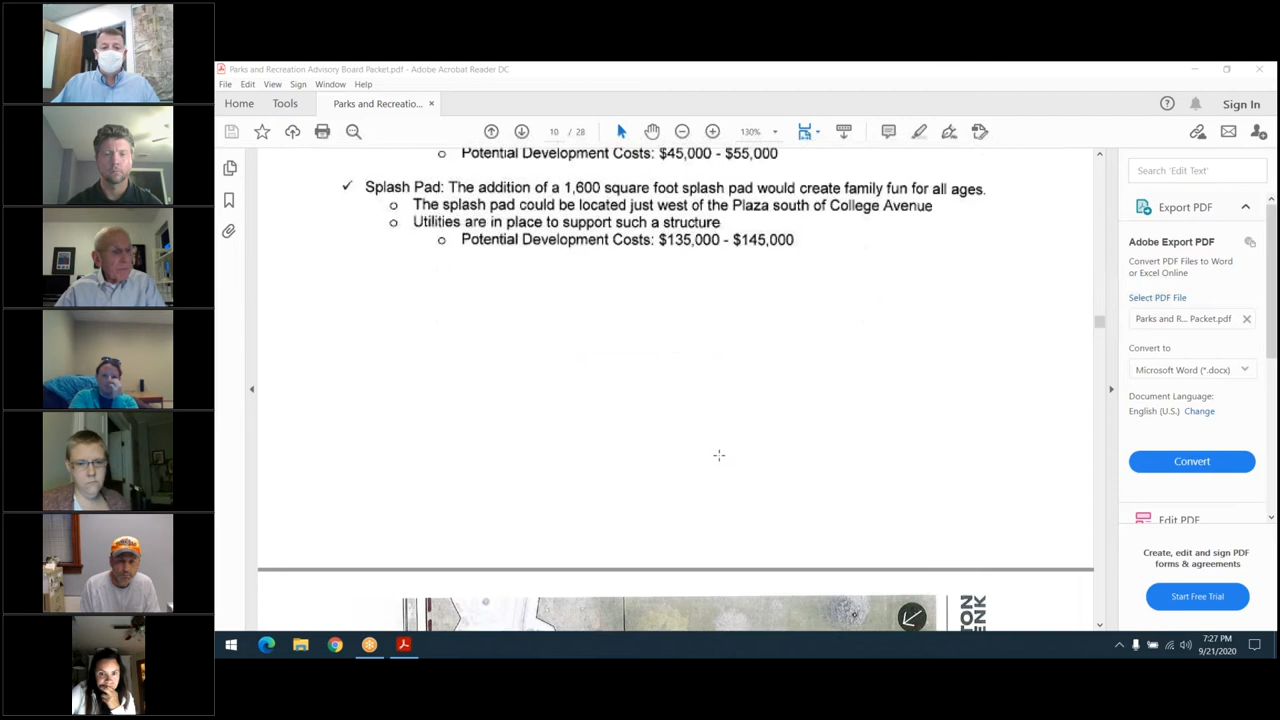 Parks and Recreation Advisory Board Packet.pdf - Adobe Acrobat Reader DC
File Edit View Window Sign Help
Home Tools Parks and Recreatio... ×
Sign In
10 / 28
130%
o Potential Development Costs: $45,000 - $55,000
✓ Splash Pad: The addition of a 1,600 square foot splash pad would create family fun for all ages.
o The splash pad could be located just west of the Plaza south of College Avenue
o Utilities are in place to support such a structure
o Potential Development Costs: $135,000 - $145,000
Search 'Edit Text'
Export PDF
Adobe Export PDF
Convert PDF Files to Word
or Excel Online
Select PDF File
Parks and R... Packet.pdf
Convert to
Microsoft Word (*.docx)
Document Language:
English (U.S.) Change
Convert
Edit PDF
Create, edit and sign PDF
forms & agreements
Start Free Trial
TON
ENK
7:27 PM
9/21/2020